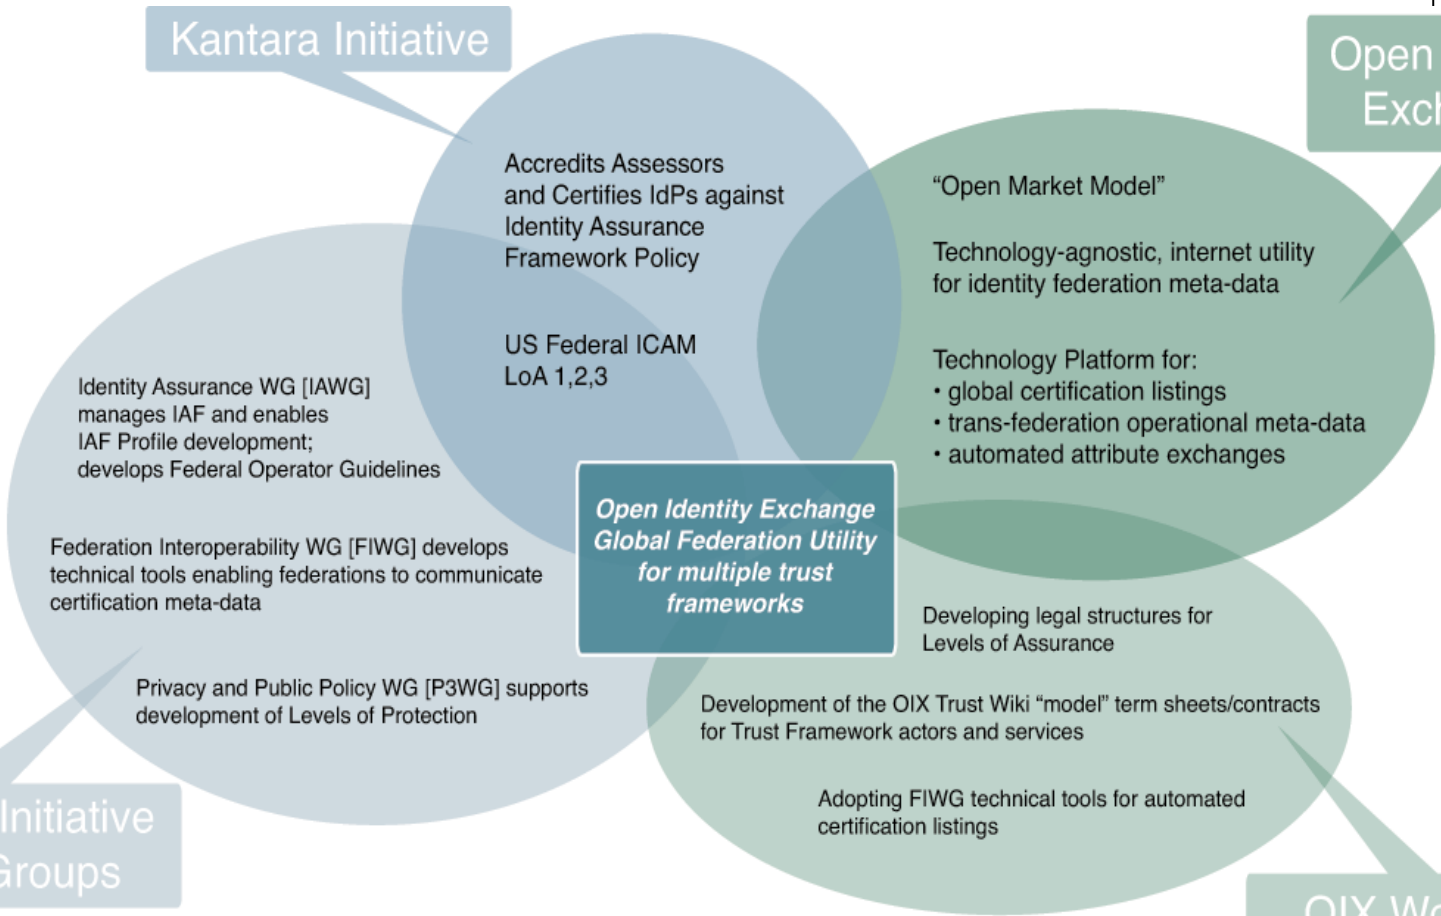 Kantara Initiative
Open
Accredits Assessors
and Certifies IdPs against
Identity Assurance
Framework Policy
US Federal ICAM
LoA 1,2,3
“Open Market Model”
Technology-agnostic, internet utility
for identity federation meta-data
Technology Platform for:
• global certification listings
• trans-federation operational meta-data
• automated attribute exchanges
Identity Assurance WG [IAWG]
manages IAF and enables
IAF Profile development;
develops Federal Operator Guidelines
Federation Interoperability WG [FIWG] develops
technical tools enabling federations to communicate
certification meta-data
Privacy and Public Policy WG [P3WG] supports
development of Levels of Protection
Open Identity Exchange
Global Federation Utility
for multiple trust
frameworks
Developing legal structures for
Levels of Assurance
Development of the OIX Trust Wiki “model” term sheets/contracts
for Trust Framework actors and services
Adopting FIWG technical tools for automated
certification listings
Initiative
Groups
OIX